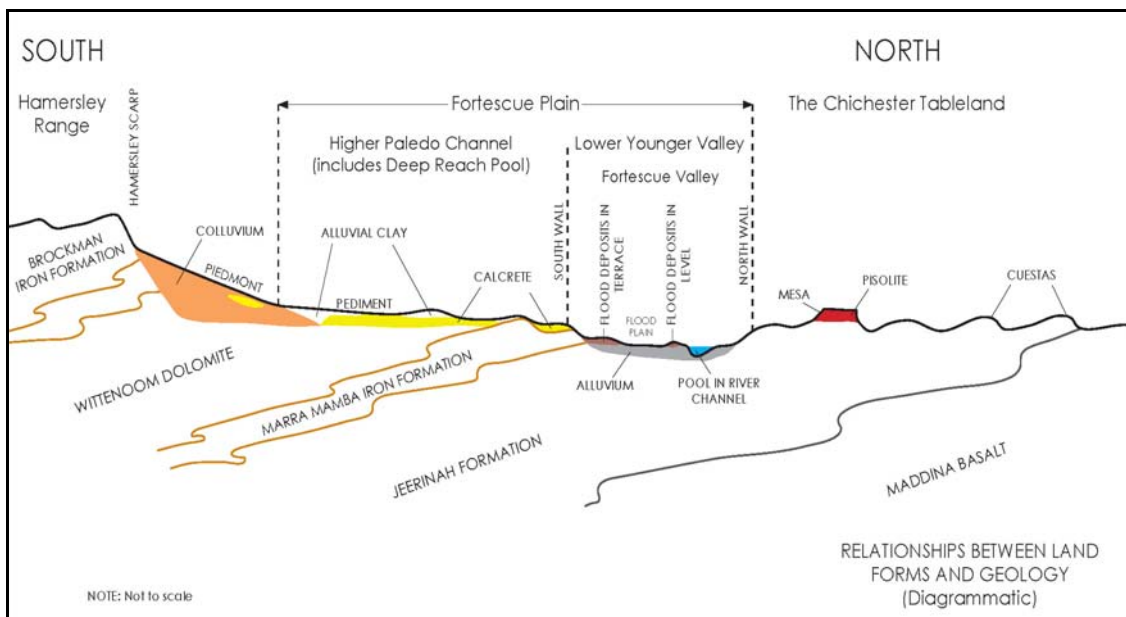 SOUTH
NORTH
Hamersley
Range
HAMERSLEY SCARP
Fortescue Plain
The Chichester Tableland
Higher Paledo Channel
(includes Deep Reach Pool)
Lower Younger Valley
Fortescue Valley
SOUTH WALL
FLOOD DEPOSITS IN
TERRACE
FLOOD DEPOSITS IN
LEVEL
NORTH WALL
BROCKMAN
IRON FORMATION
COLLUVIUM
PIEDMONT
ALLUVIAL CLAY
PEDIMENT
CALCRETE
FLOOD
PLAIN
MESA
PISOLITE
CUESTAS
WITTENOOM DOLOMITE
MARRA MAMBA IRON FORMATION
ALLUVIUM
POOL IN RIVER
CHANNEL
JEERINAH FORMATION
MADDINA BASALT
RELATIONSHIPS BETWEEN LAND
FORMS AND GEOLOGY
(Diagrammatic)
NOTE: Not to scale